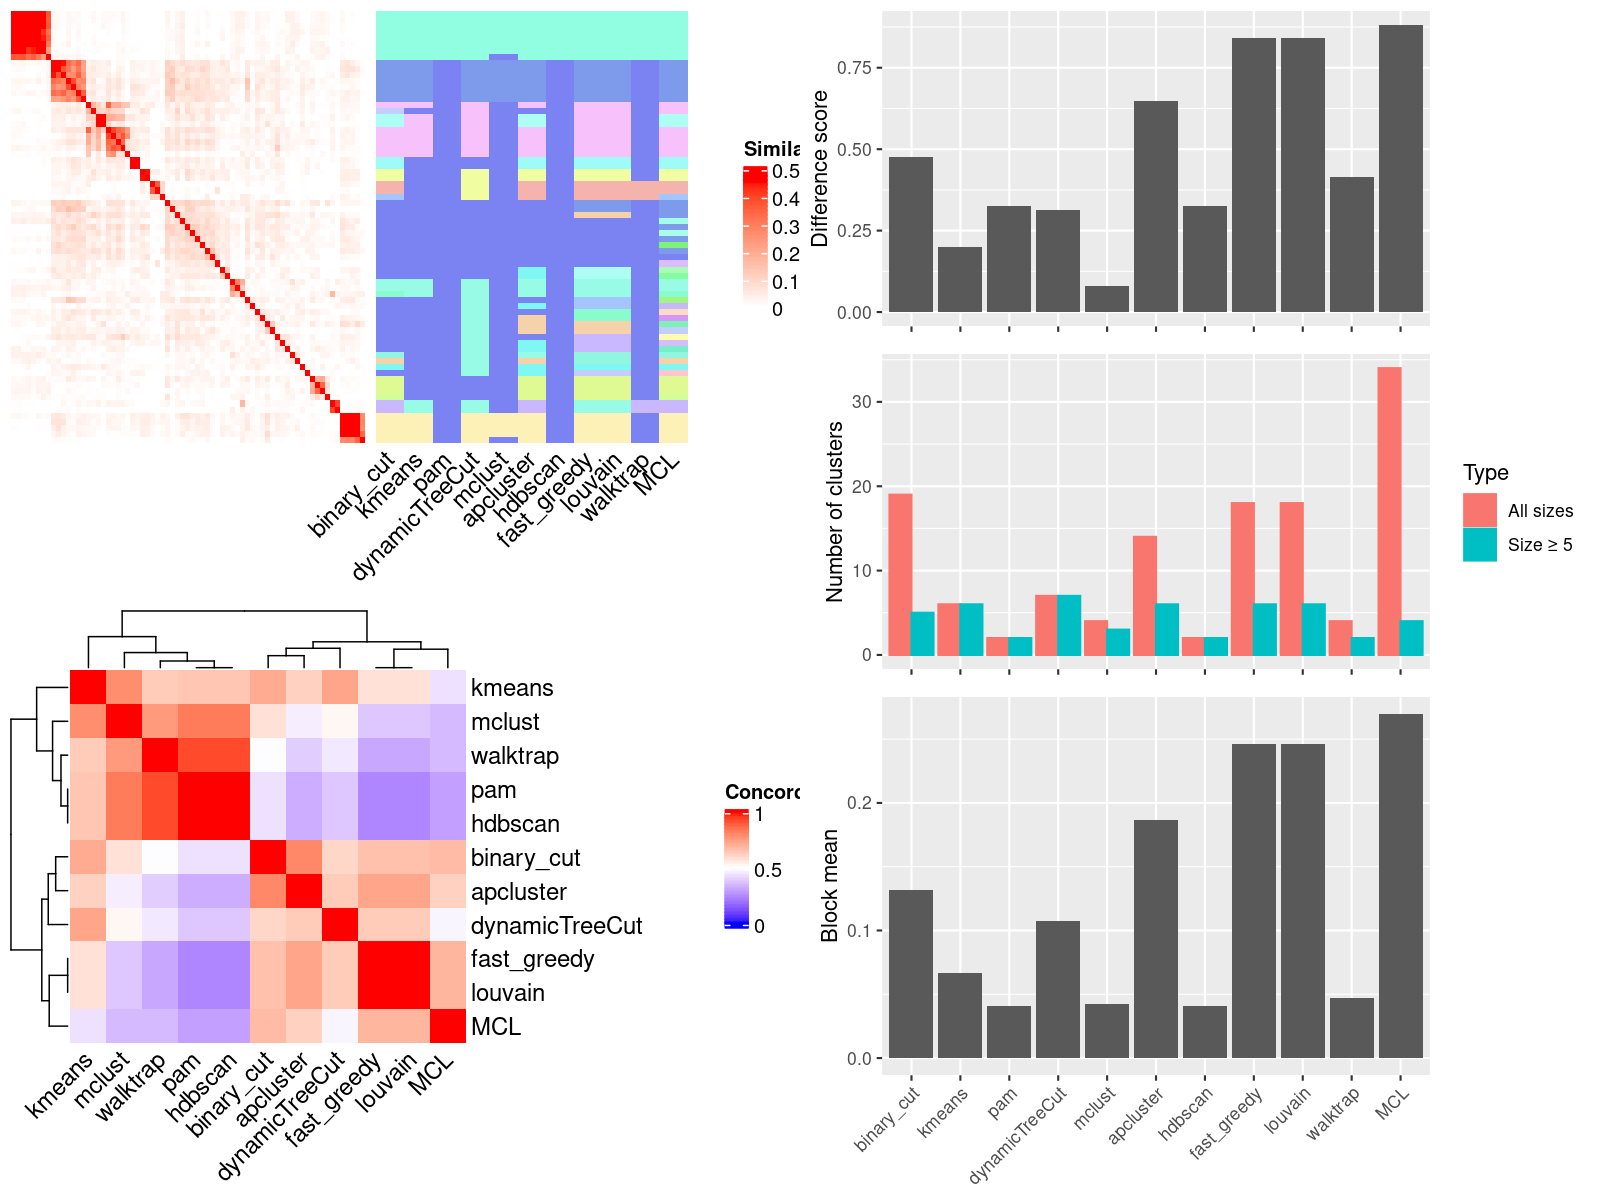 Simila
0.5
0.4
0.3
0.2
0.1
0
binary_cut
kmeans
pam
dynamicTreeCut
mclust
apcluster
hdbscan
fast_greedy
louvain
walktrap
MCL
kmeans
mclust
walktrap
pam
hdbscan
binary_cut
apcluster
dynamicTreeCut
fast_greedy
louvain
MCL
kmeans
mclust
walktrap
pam
hdbscan
binary_cut
apcluster
dynamicTreeCut
fast_greedy
louvain
MCL
Concord
1
0.5
0
Difference score
0.75
0.50
0.25
0.00
Number of clusters
30
20
10
0
Type
All sizes
Size ≥ 5
Block mean
0.2
0.1
0.0
binary_cut
kmeans
pam
dynamicTreeCut
mclust
apcluster
hdbscan
fast_greedy
louvain
walktrap
MCL